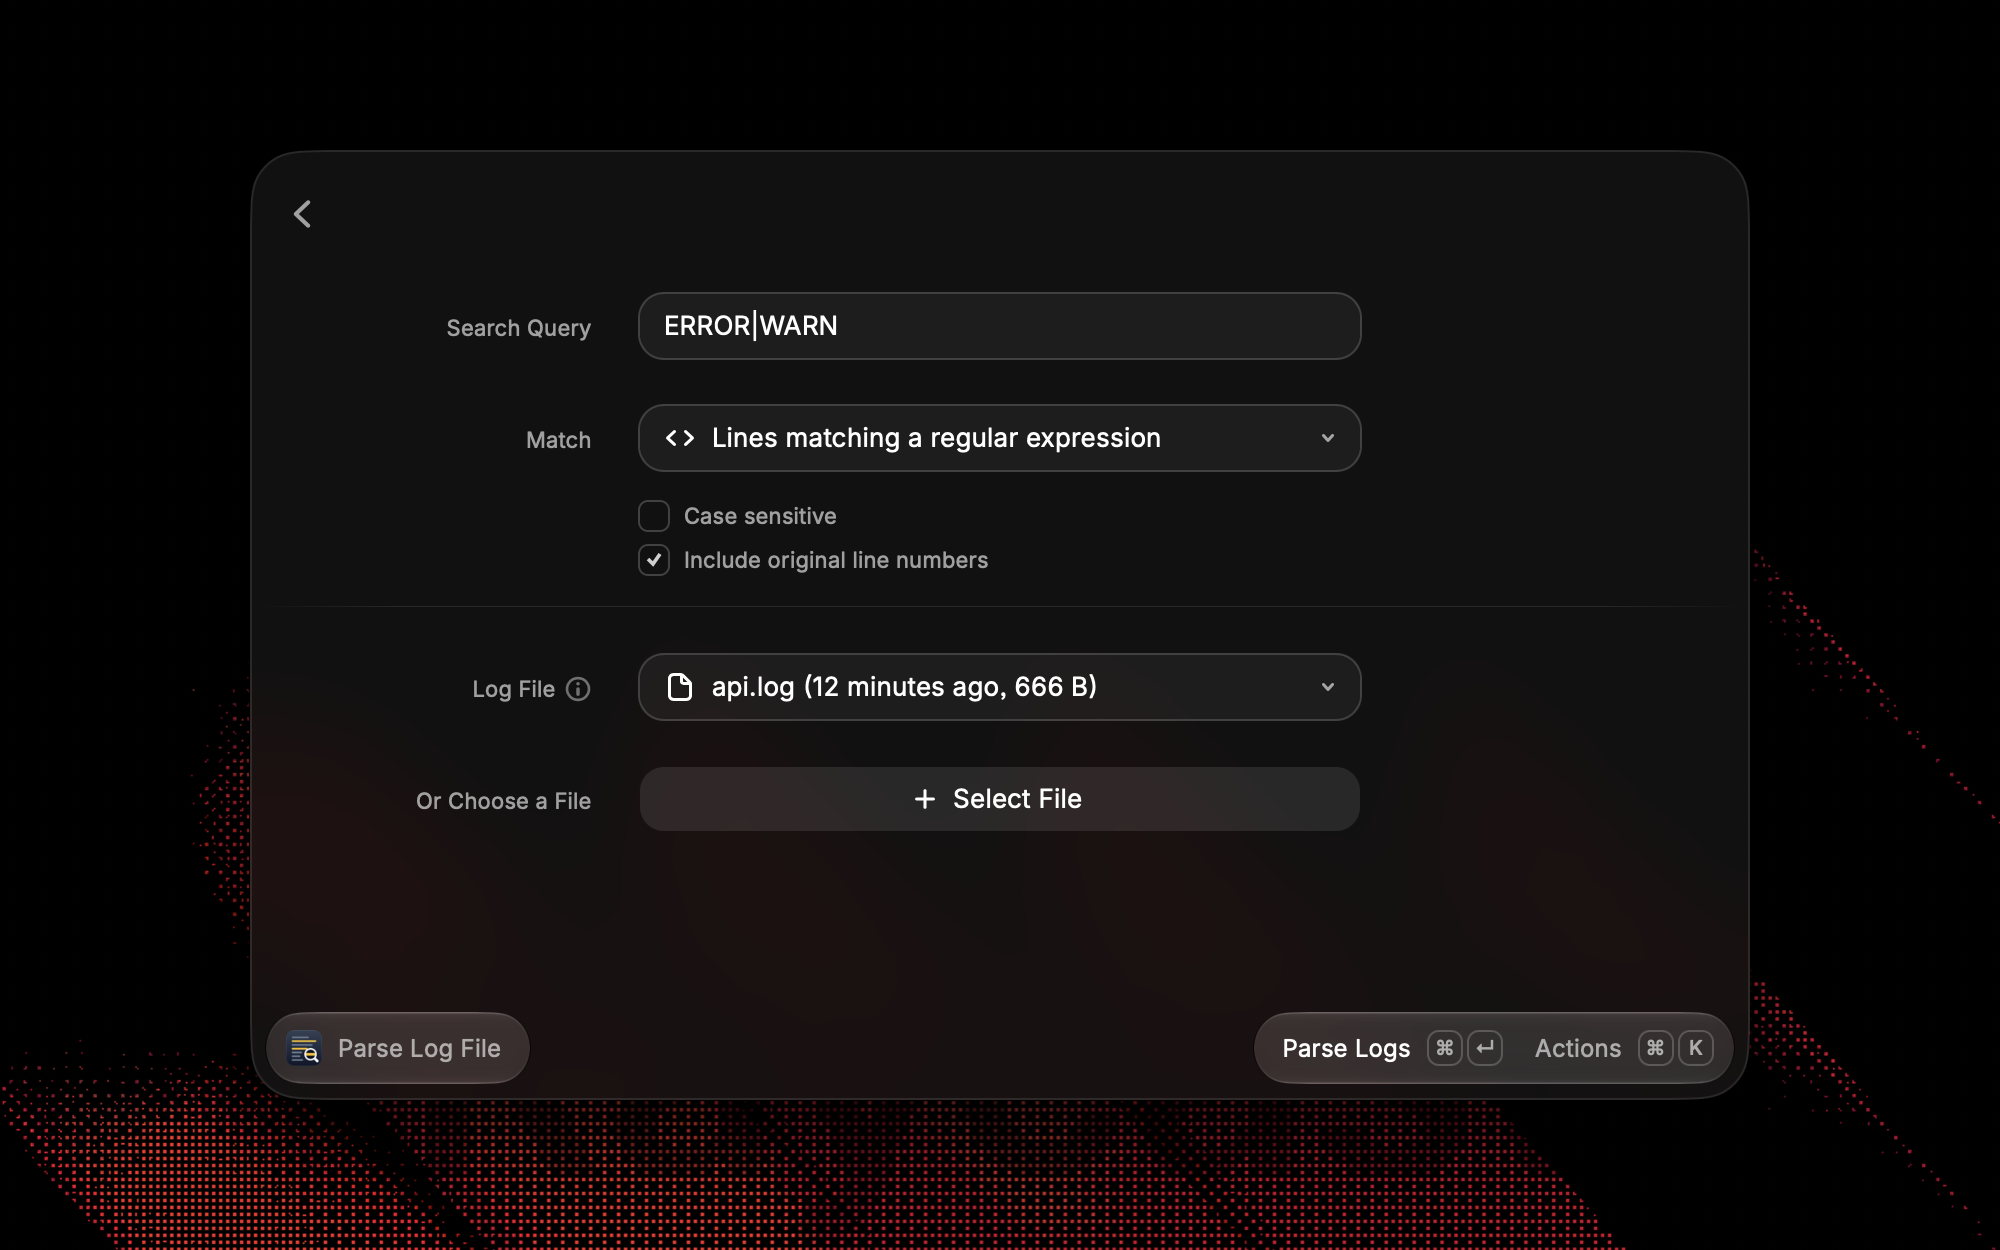 Search Query
ERROR|WARN
Match
Lines matching a regular expression
Case sensitive
Include original line numbers
Log File
api.log (12 minutes ago, 666 B)
Or Choose a File
+ Select File
Parse Log File
Parse Logs ⌘ ↵ Actions ⌘ K